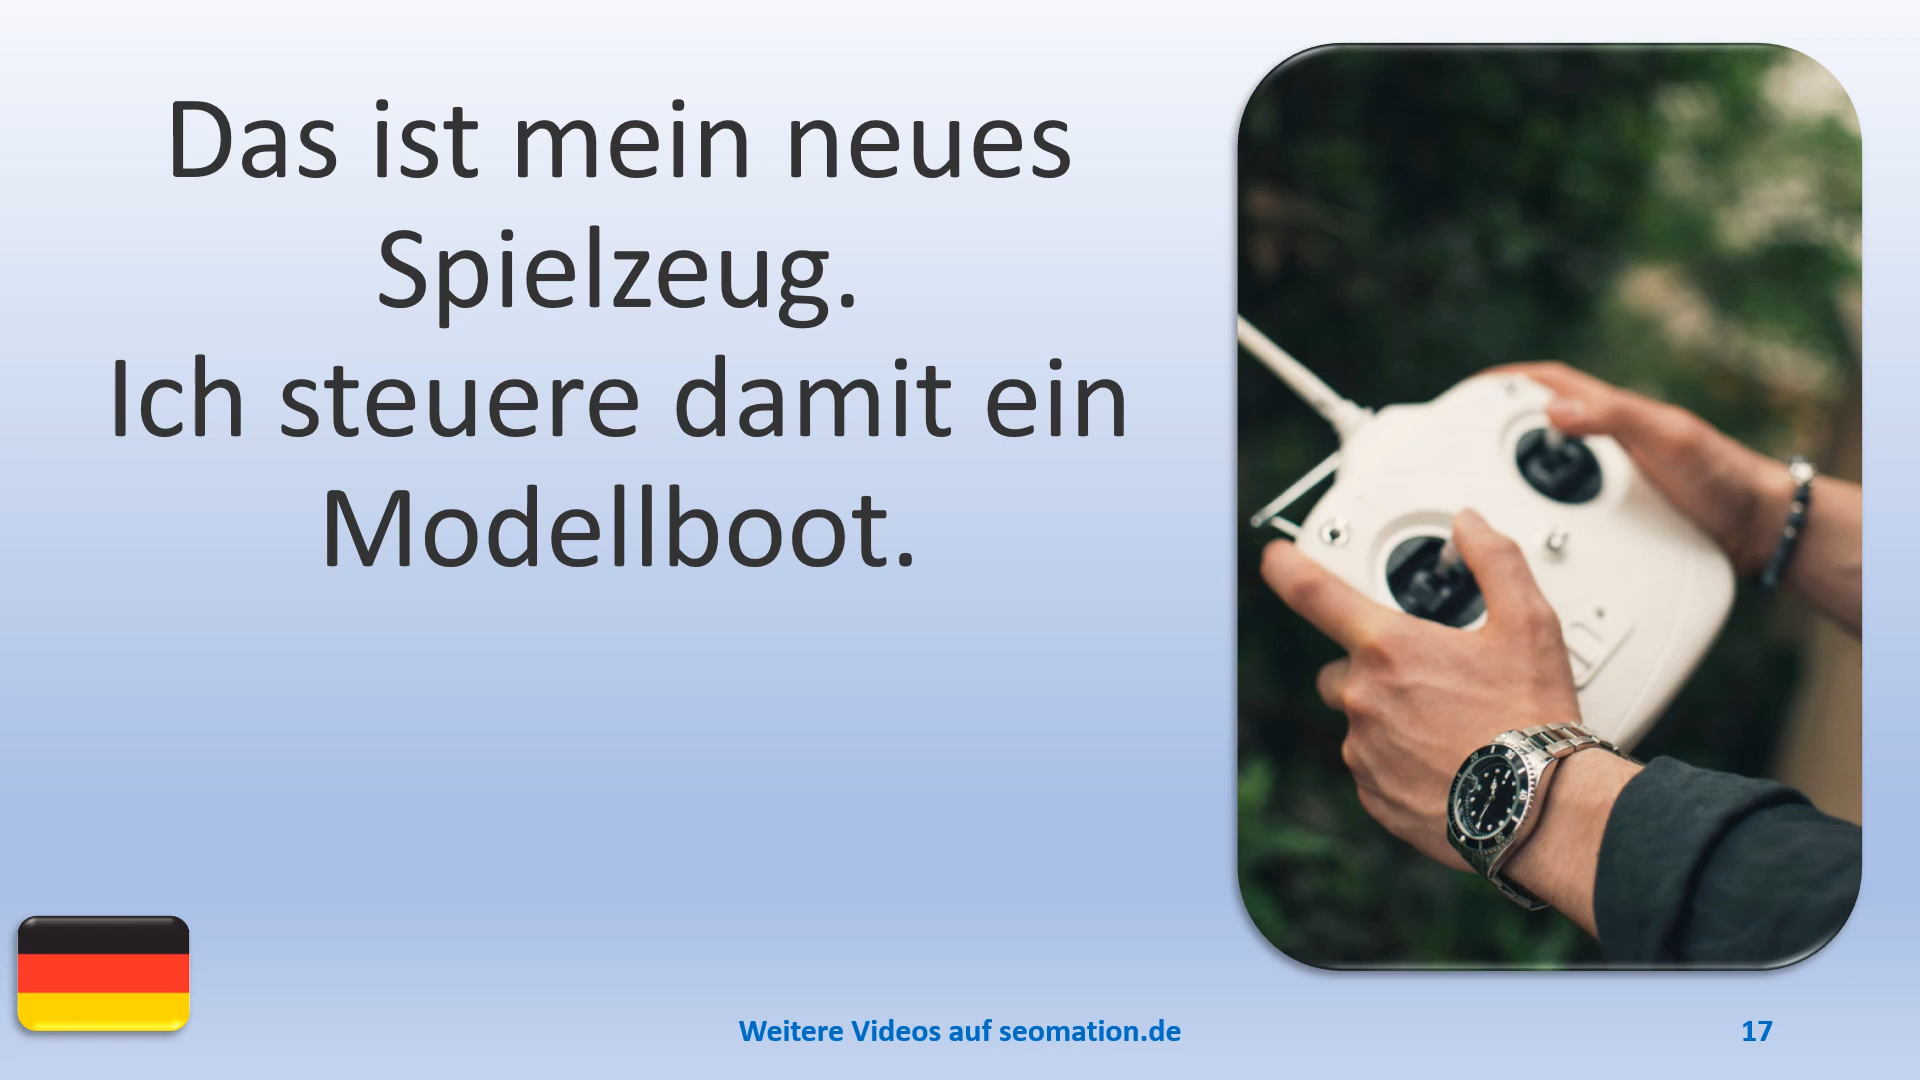 Das ist mein neues
Spielzeug.
Ich steuere damit ein
Modellboot.
Weitere Videos auf seomation.de
17